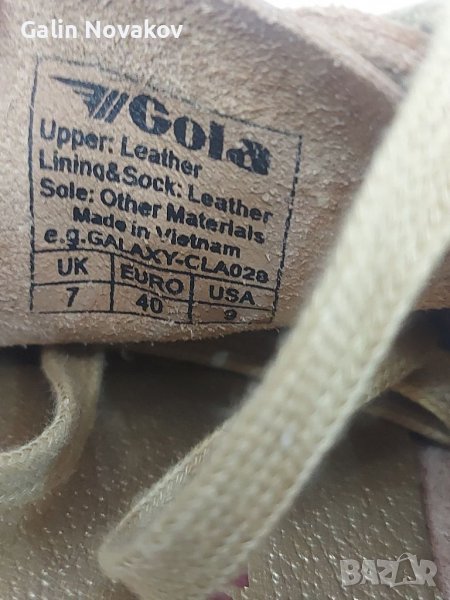 Galin Novakov
Gola
Upper: Leather
Lining&Sock: Leather
Sole: Other Materials
Made in Vietnam
e.g.GALAXY-CLA028
UK EURO USA
7 40 9
BAZAR